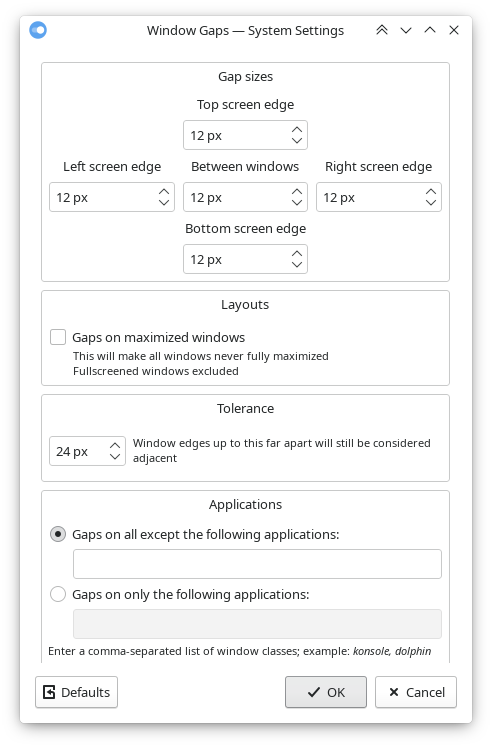 Window Gaps — System Settings
Gap sizes
Top screen edge
12 px
Left screen edge Between windows Right screen edge
12 px 12 px 12 px
Bottom screen edge
12 px
Layouts
Gaps on maximized windows
This will make all windows never fully maximized
Fullscreened windows excluded
Tolerance
24 px
Window edges up to this far apart will still be considered
adjacent
Applications
Gaps on all except the following applications:
Gaps on only the following applications:
Enter a comma-separated list of window classes; example: konsole, dolphin
Defaults OK Cancel